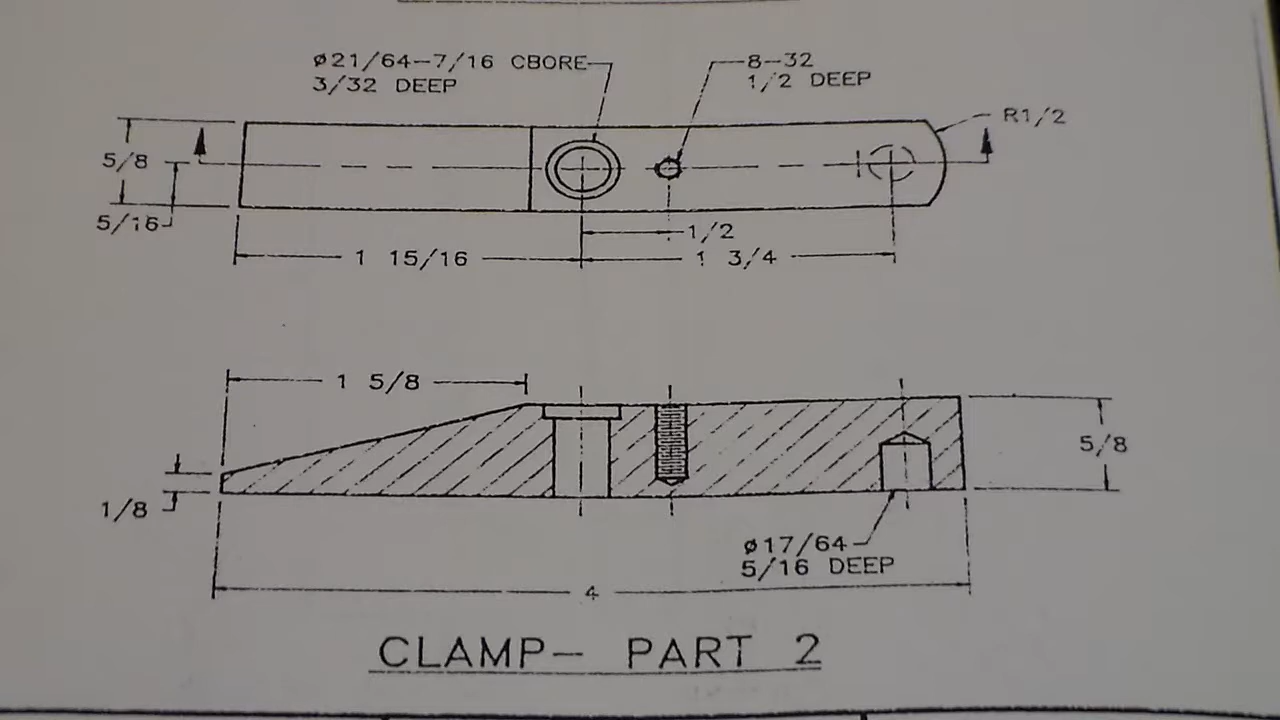 ø21/64–7/16 CBORE
3/32 DEEP
8–32
1/2 DEEP
R1/2
5/8
5/16
1/2
1 15/16
1 3/4
1 5/8
5/8
1/8
ø17/64
5/16 DEEP
4
CLAMP– PART 2